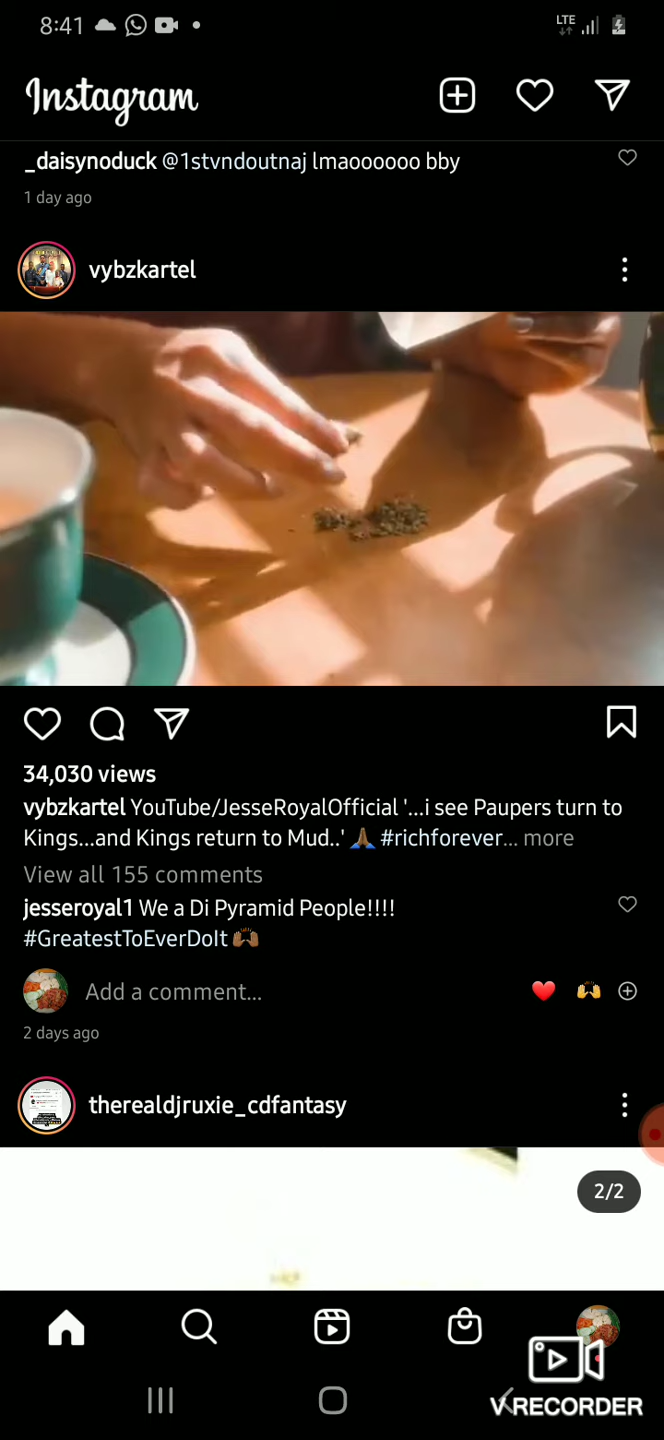 8:41
LTE
Instagram
_daisynoduck @1stvndoutnaj lmaoooooo bby
1 day ago
vybzkartel
34,030 views
vybzkartel YouTube/JesseRoyalOfficial '...i see Paupers turn to
Kings...and Kings return to Mud..' 🙏🏾 #richforever... more
View all 155 comments
jesseroyal1 We a Di Pyramid People!!!!
#GreatestToEverDoIt 🙌🏾
Add a comment... ❤️ 🙌
2 days ago
therealdjruxie_cdfantasy
2/2
V RECORDER